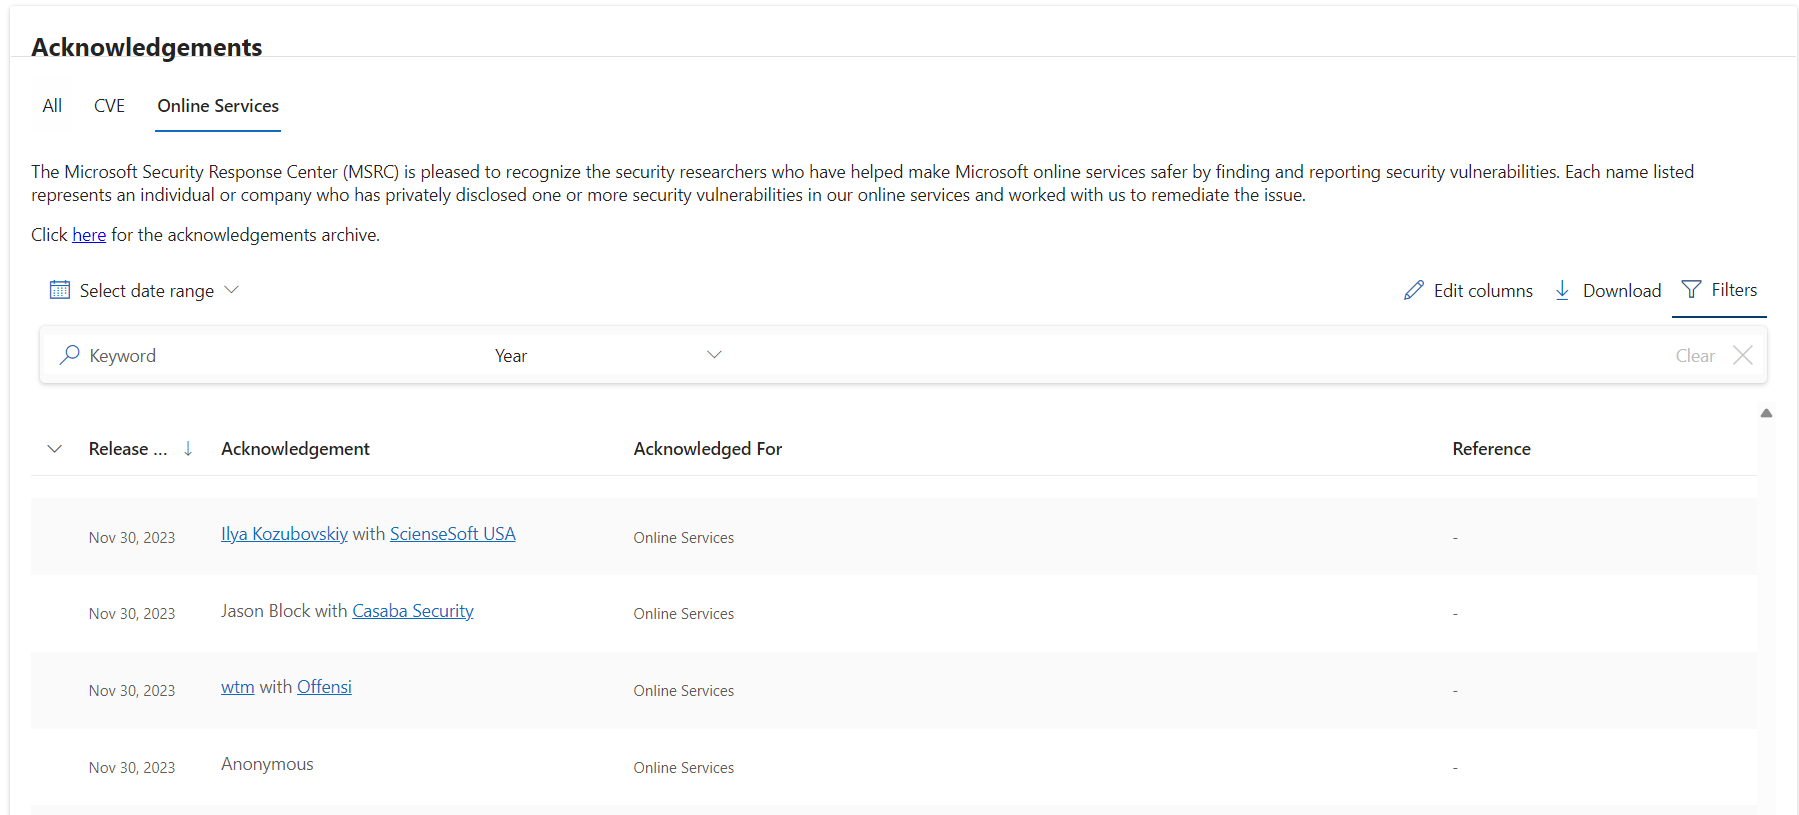 Acknowledgements
All CVE Online Services
The Microsoft Security Response Center (MSRC) is pleased to recognize the security researchers who have helped make Microsoft online services safer by finding and reporting security vulnerabilities. Each name listed
represents an individual or company who has privately disclosed one or more security vulnerabilities in our online services and worked with us to remediate the issue.
Click here for the acknowledgements archive.
Select date range Edit columns Download Filters
Keyword Year Clear
Release ... Acknowledgement Acknowledged For Reference
Nov 30, 2023 Ilya Kozubovskiy with ScienseSoft USA Online Services -
Nov 30, 2023 Jason Block with Casaba Security Online Services -
Nov 30, 2023 wtm with Offensi Online Services -
Nov 30, 2023 Anonymous Online Services -